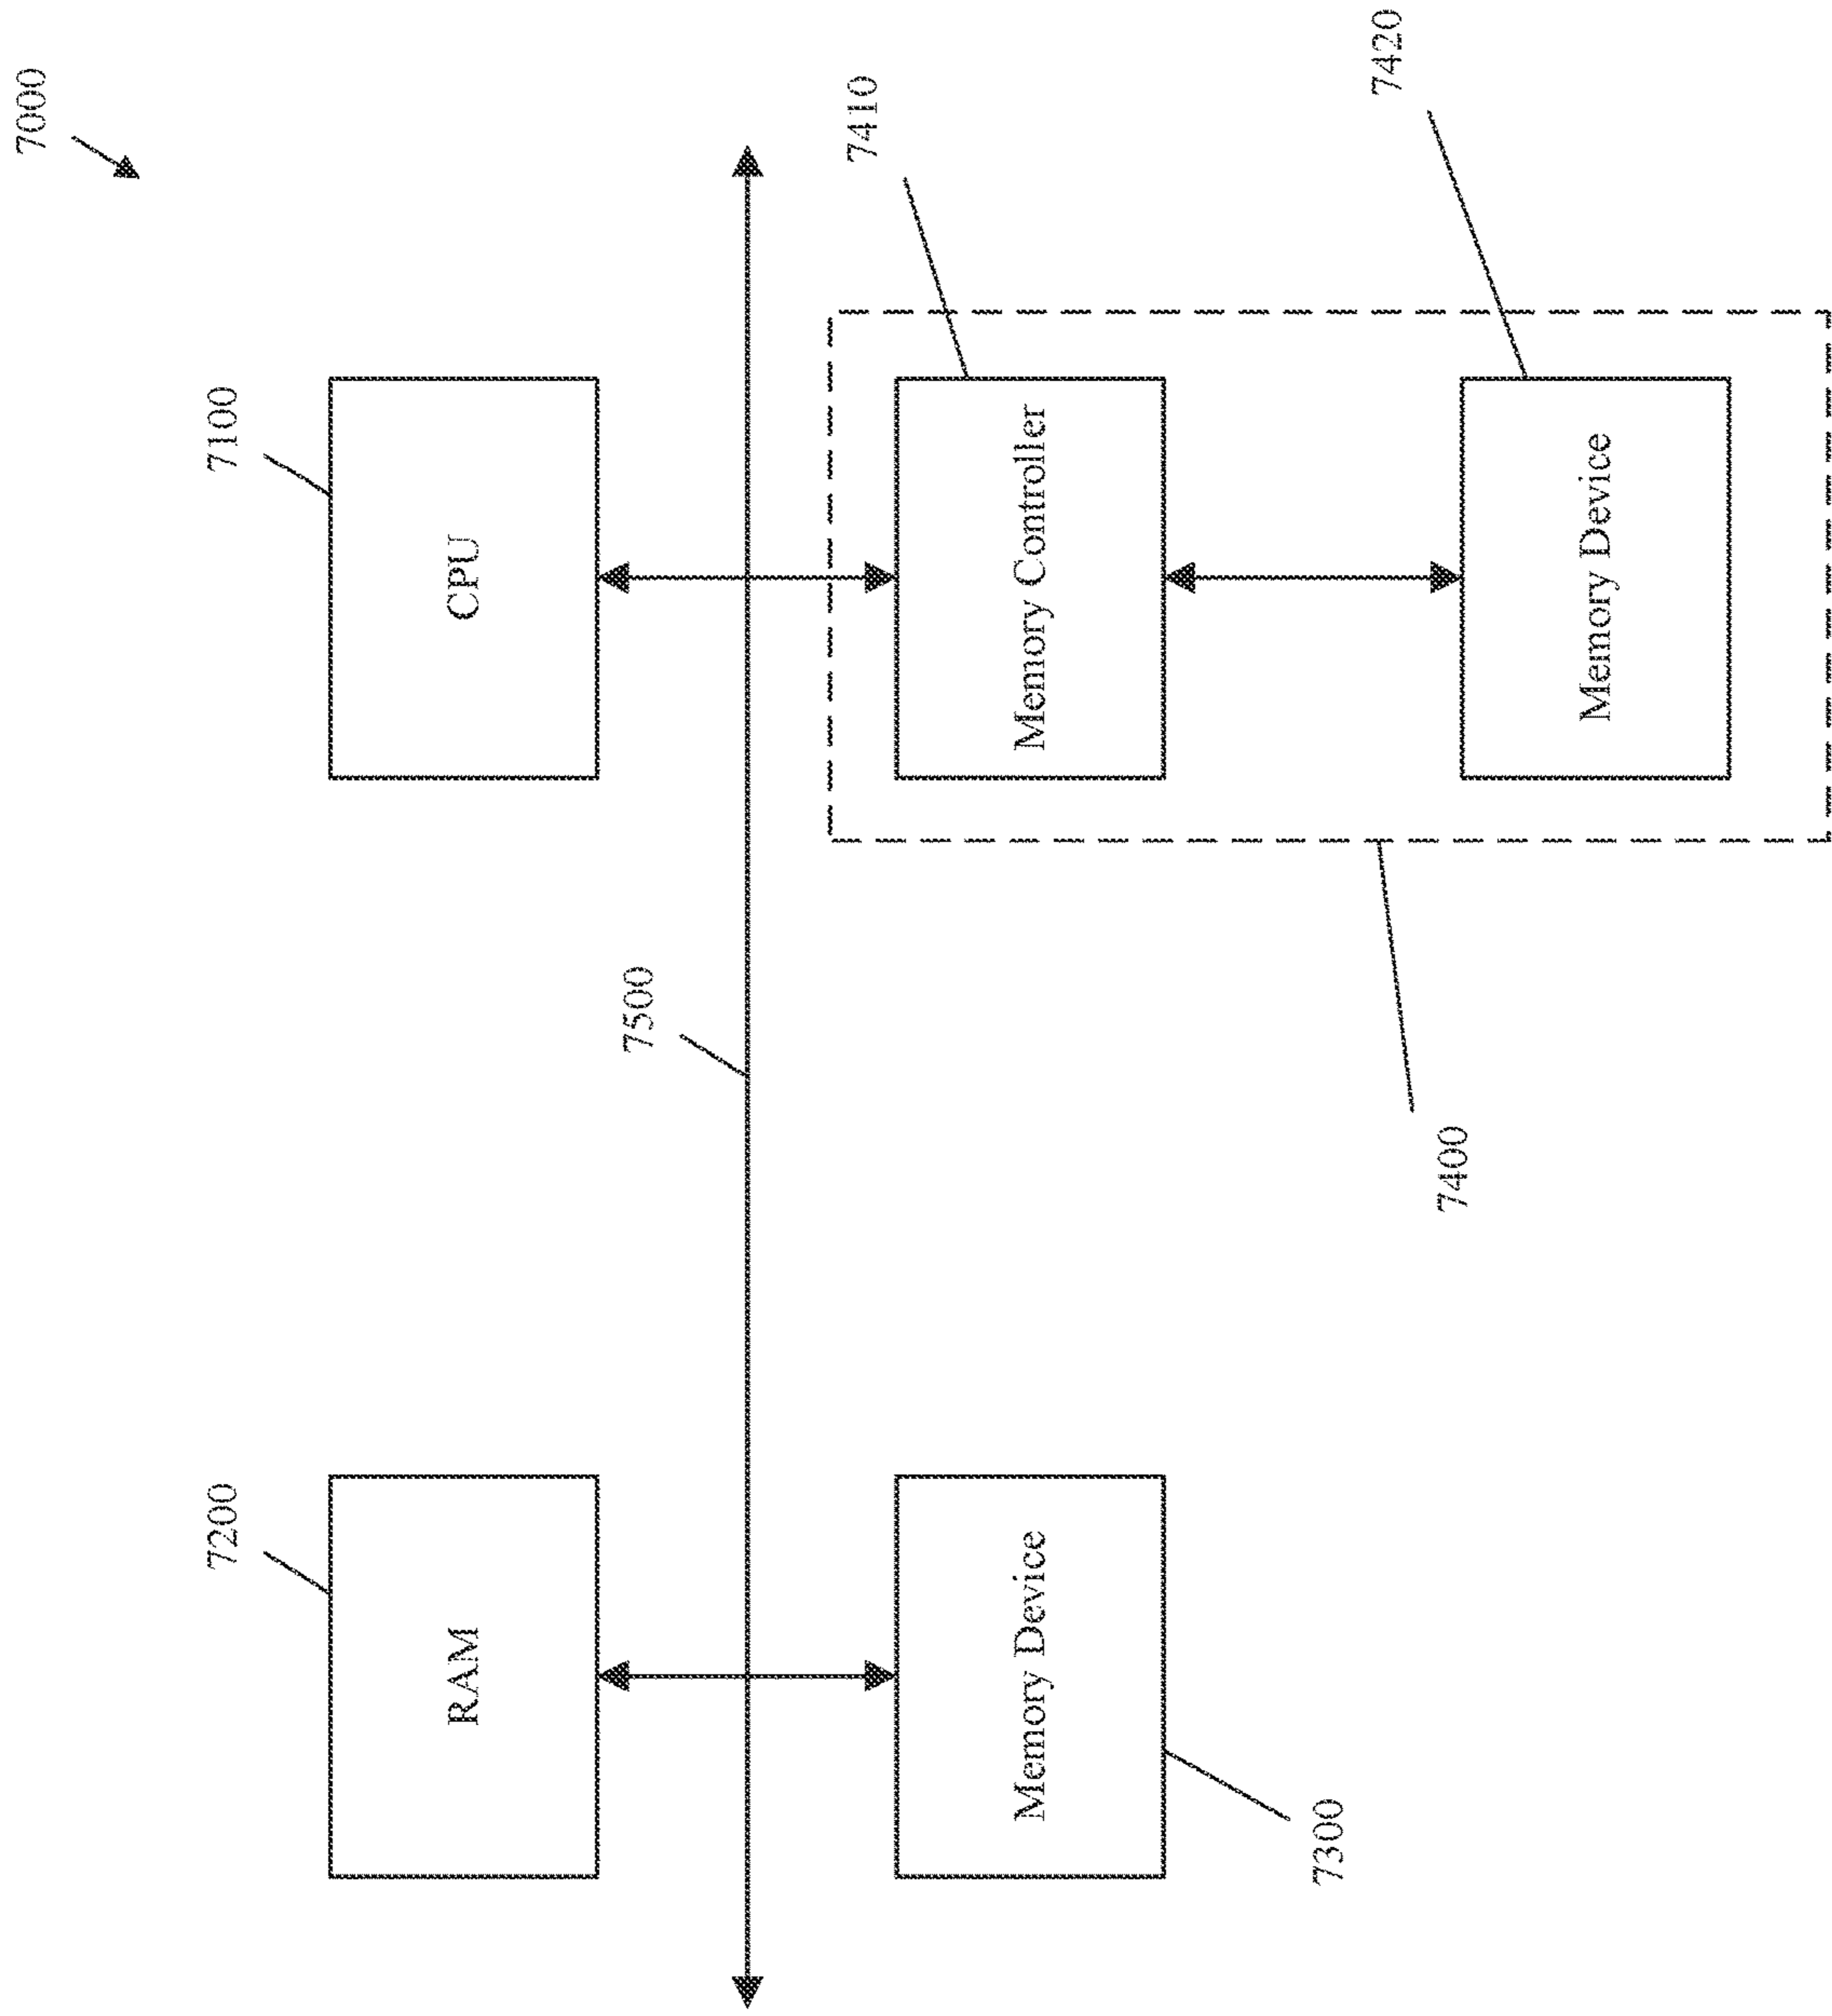 7000
7200
7100
RAM
CPU
7500
7410
Memory Device
Memory Controller
7300
7400
7420
Memory Device